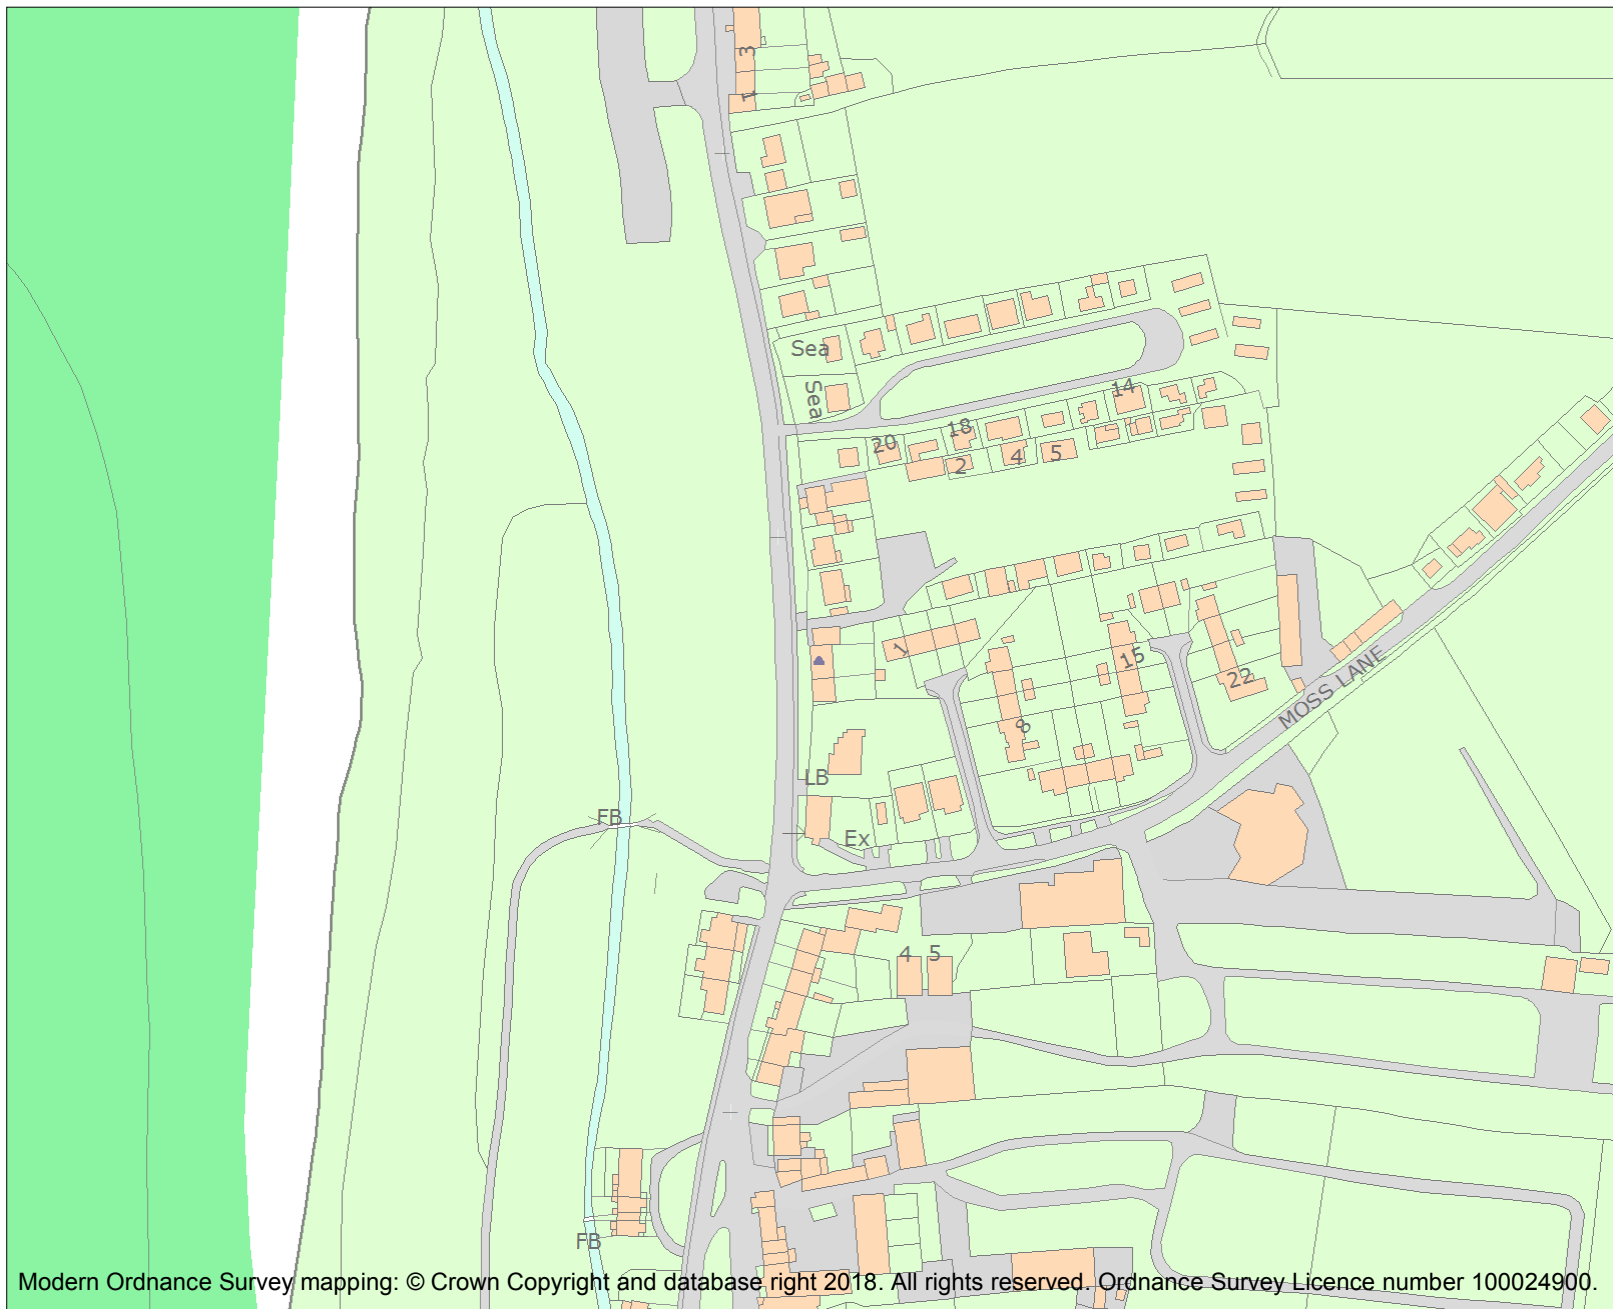 3
1
Sea
Sea
14
18
20
2
4
5
1
15
22
8
MOSS LANE
LB
FB
Ex
4
5
FB
Modern Ordnance Survey mapping: © Crown Copyright and database right 2018. All rights reserved. Ordnance Survey Licence number 100024900.